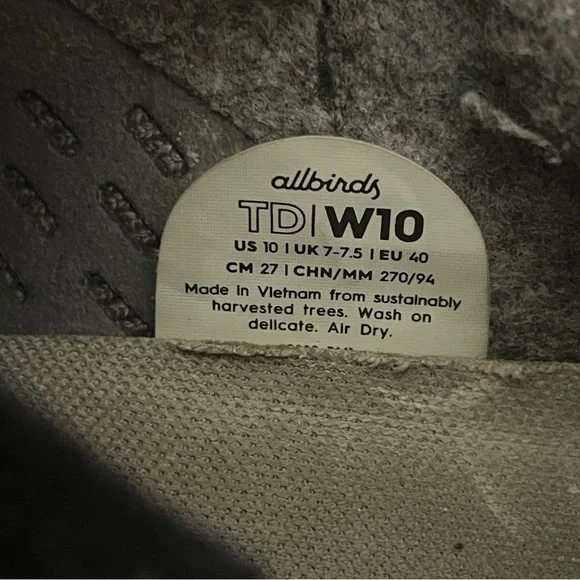 allbirds
TD|W10
US 10 | UK 7-7.5 | EU 40
CM 27 | CHN/MM 270/94
Made in Vietnam from sustainably
harvested trees. Wash on
delicate. Air Dry.